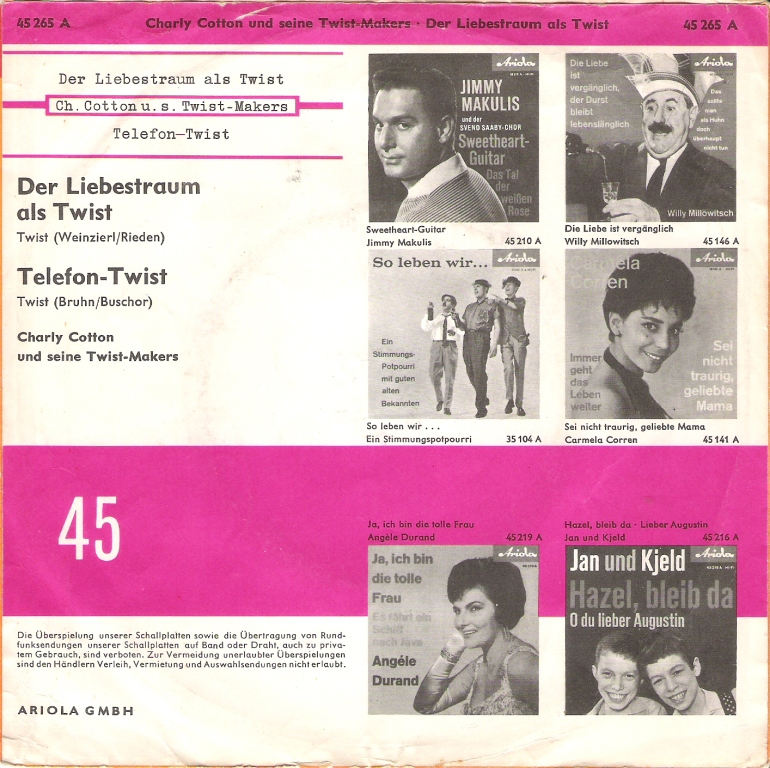 45 265 A Charly Cotton und seine Twist-Makers · Der Liebestraum als Twist 45 265 A
Der Liebestraum als Twist
Ch. Cotton u. s. Twist-Makers
Telefon—Twist
Der Liebestraum
als Twist
Twist (Weinzierl/Rieden)
Telefon-Twist
Twist (Bruhn/Buschor)
Charly Cotton
und seine Twist-Makers
Ariola
JIMMY
MAKULIS
und der
SVEND SAABY-CHOR
Sweetheart-
Guitar
Das Tal
der
weißen
Rose
Sweetheart-Guitar
Jimmy Makulis 45 210 A
Die Liebe
ist
vergänglich,
der Durst
bleibt
lebenslänglich
Ariola
Das
sollte
man
als Huhn
doch
überhaupt
nicht tun
Willy Millowitsch
Die Liebe ist vergänglich
Willy Millowitsch 45 146 A
So leben wir...
Ariola
Ein
Stimmungs-
Potpourri
mit guten
alten
Bekannten
So leben wir . . .
Ein Stimmungspotpourri 35 104 A
Corren
Ariola
Immer
geht
das
Leben
weiter
Sei
nicht
traurig,
geliebte
Mama
Sei nicht traurig, geliebte Mama
Carmela Corren 45 141 A
45
Ja, ich bin die tolle Frau
Angèle Durand 45 219 A
Ariola
Ja, ich bin
die tolle
Frau
Es fährt ein
Schiff
nach Java
Angéle
Durand
Hazel, bleib da · Lieber Augustin
Jan und Kjeld 45 216 A
Ariola
Jan und Kjeld
Hazel, bleib da
O du lieber Augustin
Die Überspielung unserer Schallplatten sowie die Übertragung von Rund-
funksendungen unserer Schallplatten auf Band oder Draht, auch zu priva-
tem Gebrauch, sind verboten. Zur Vermeidung unerlaubter Überspielungen
sind den Händlern Verleih, Vermietung und Auswahlsendungen nicht erlaubt.
ARIOLA GMBH